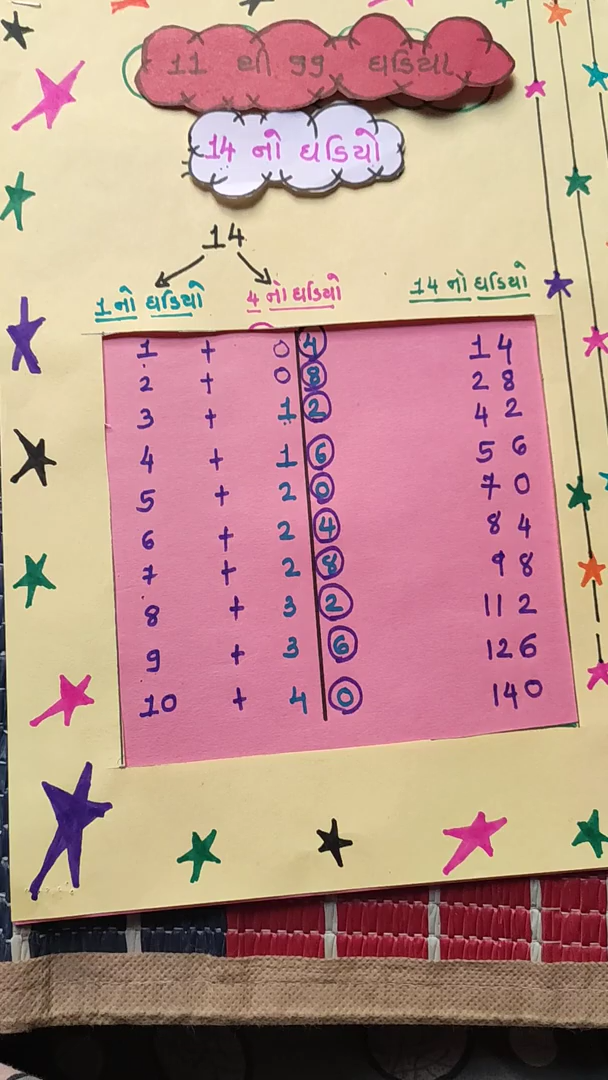 11 થી ૧૧ ઘડિયા
14 નો ઘડિયો
14
1 નો ઘડિયો 4 નો ઘડિયો 14 નો ઘડિયો
1 + 0 4 14
2 + 0 8 28
3 + 1 2 42
4 + 1 6 56
5 + 2 0 70
6 + 2 4 84
7 + 2 8 98
8 + 3 2 112
9 + 3 6 126
10 + 4 0 140